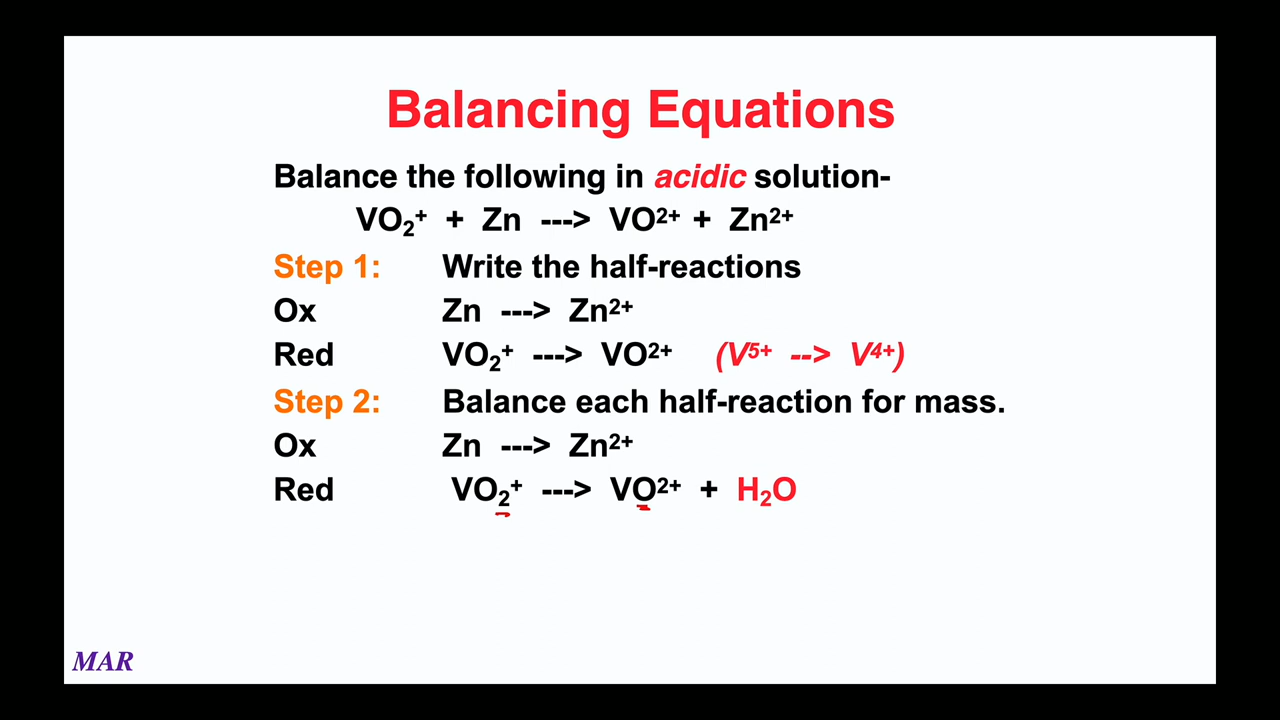 Balancing Equations
Balance the following in acidic solution-
VO₂⁺ + Zn ---> VO²⁺ + Zn²⁺
Step 1: Write the half-reactions
Ox Zn ---> Zn²⁺
Red VO₂⁺ ---> VO²⁺ (V⁵⁺ --> V⁴⁺)
Step 2: Balance each half-reaction for mass.
Ox Zn ---> Zn²⁺
Red VO₂⁺ ---> VO²⁺ + H₂O
MAR